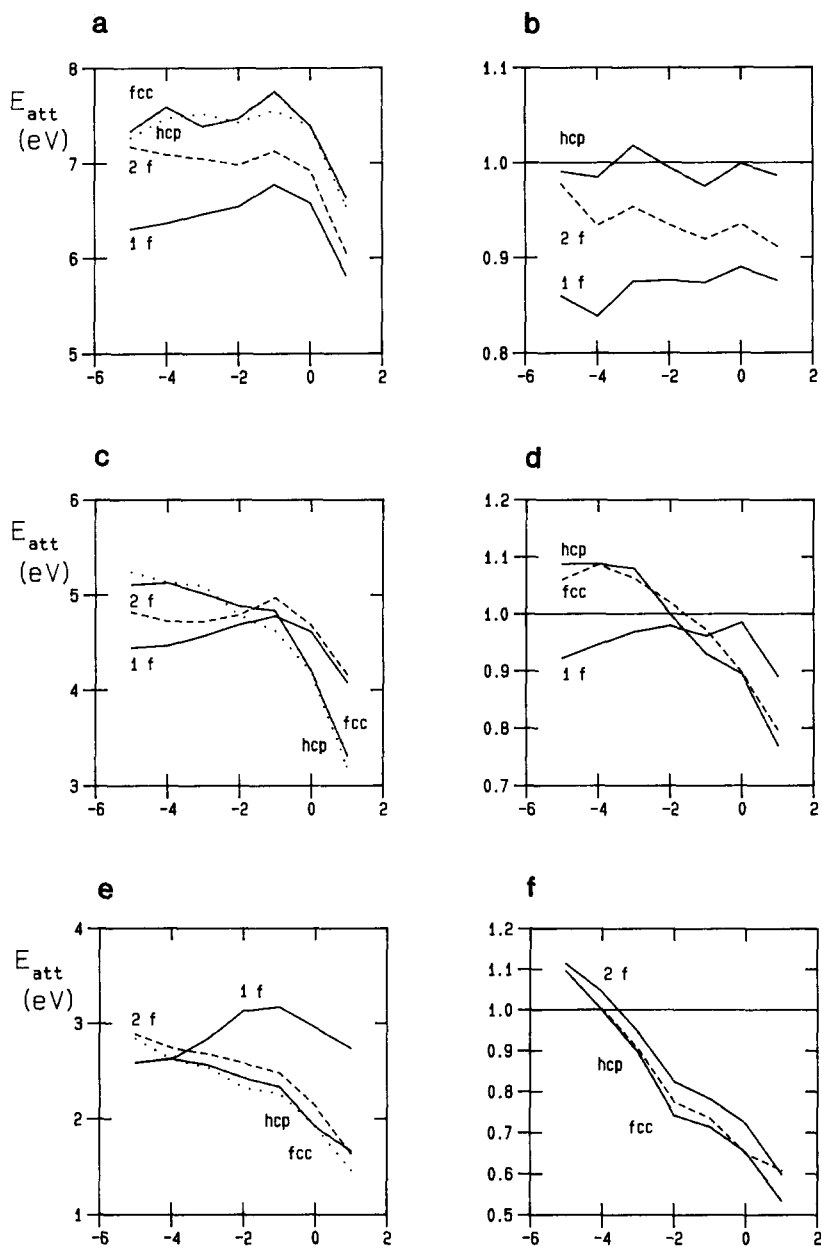 a
8
7
6
5
E att
(eV)
fcc
hcp
2 f
1 f
-6 -4 -2 0 2
b
1.1
1.0
0.9
0.8
hcp
2 f
1 f
-6 -4 -2 0 2
c
6
5
4
3
E att
(eV)
2 f
1 f
fcc
hcp
-6 -4 -2 0 2
d
1.2
1.1
1.0
0.9
0.8
0.7
hcp
fcc
1 f
-6 -4 -2 0 2
e
4
3
2
1
E att
(eV)
1 f
2 f
hcp
fcc
-6 -4 -2 0 2
f
1.2
1.1
1.0
0.9
0.8
0.7
0.6
0.5
2 f
hcp
fcc
-6 -4 -2 0 2